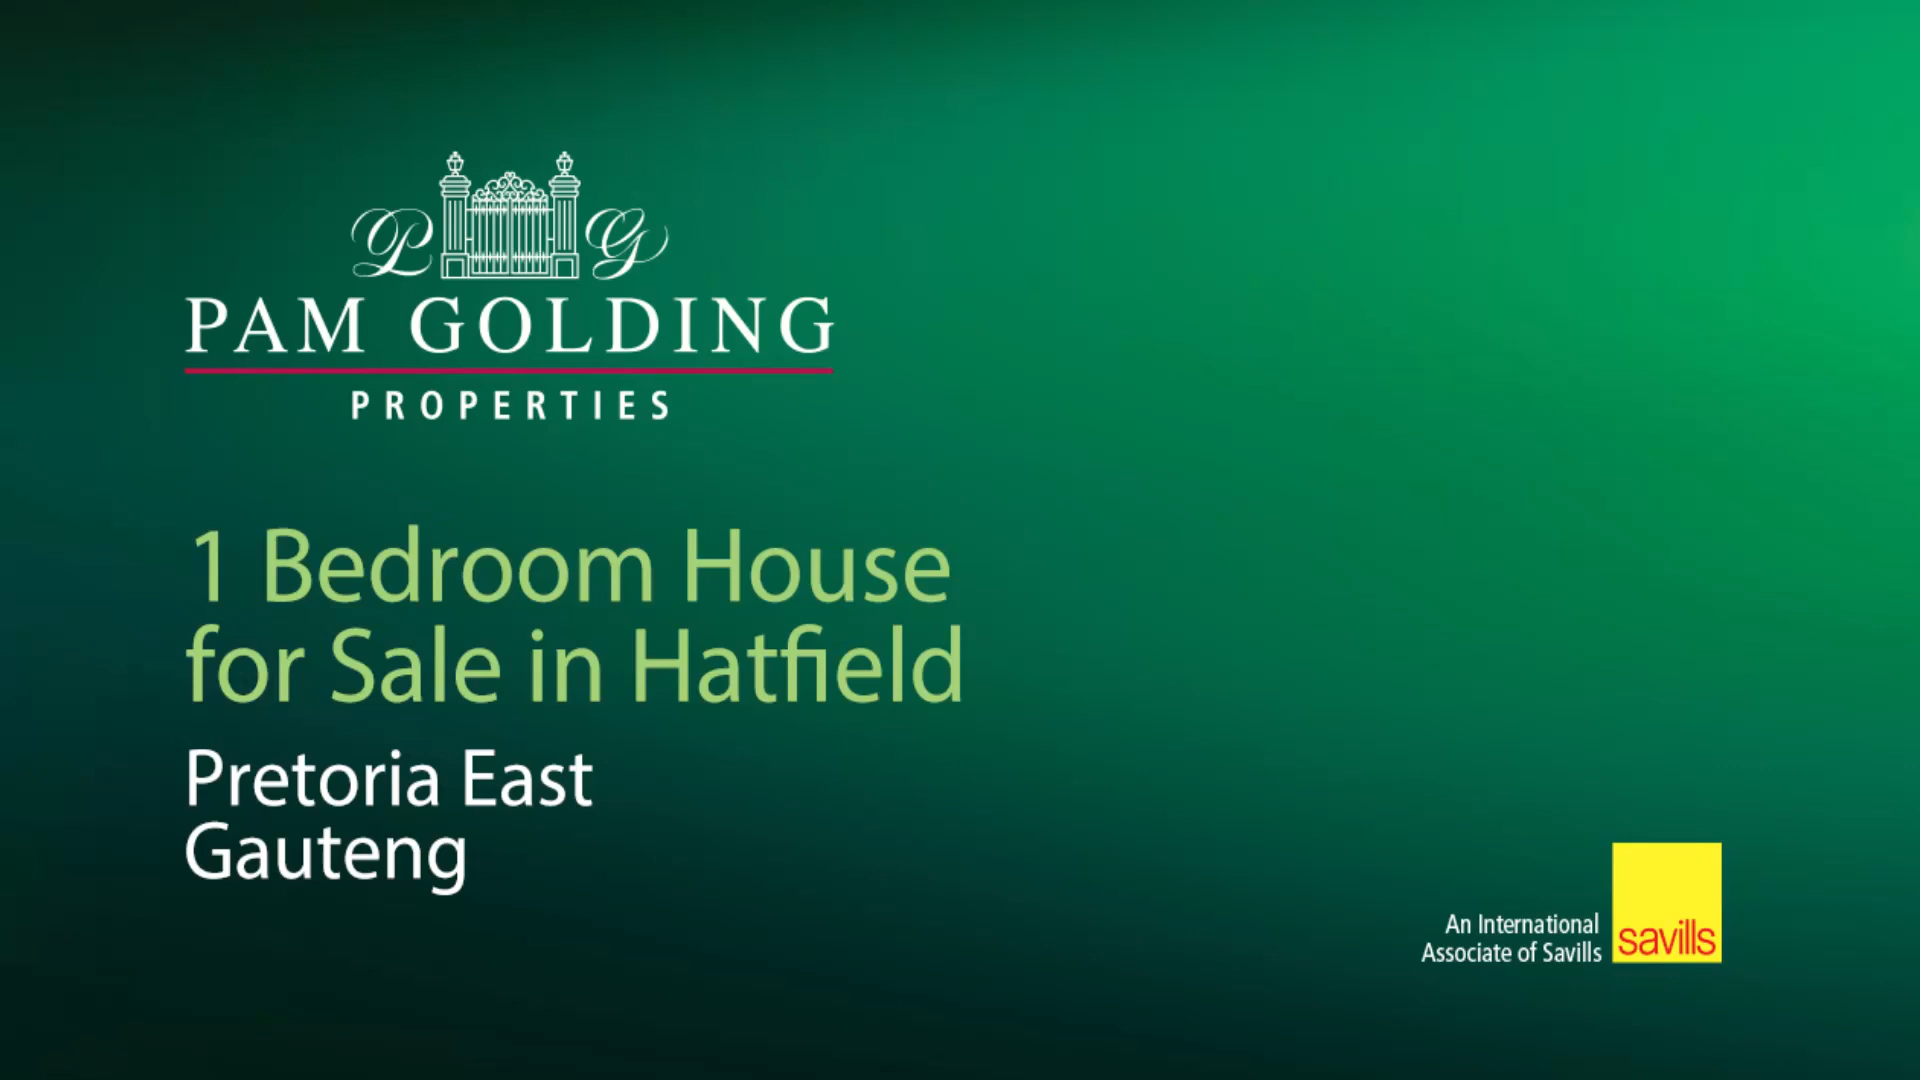 P G
PAM GOLDING
PROPERTIES
1 Bedroom House
for Sale in Hatfield
Pretoria East
Gauteng
An International
Associate of Savills
savills